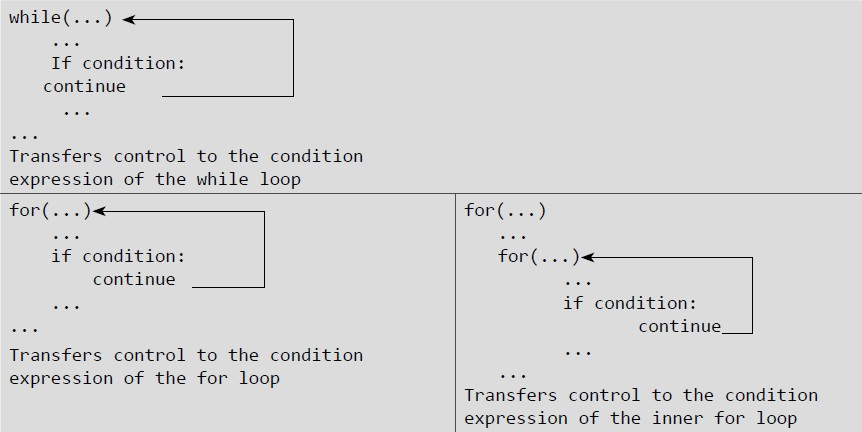 while(...)
...
If condition:
continue
...
...
Transfers control to the condition
expression of the while loop
for(...)
...
if condition:
continue
...
...
Transfers control to the condition
expression of the for loop
for(...)
...
for(...)
...
if condition:
continue
...
...
Transfers control to the condition
expression of the inner for loop